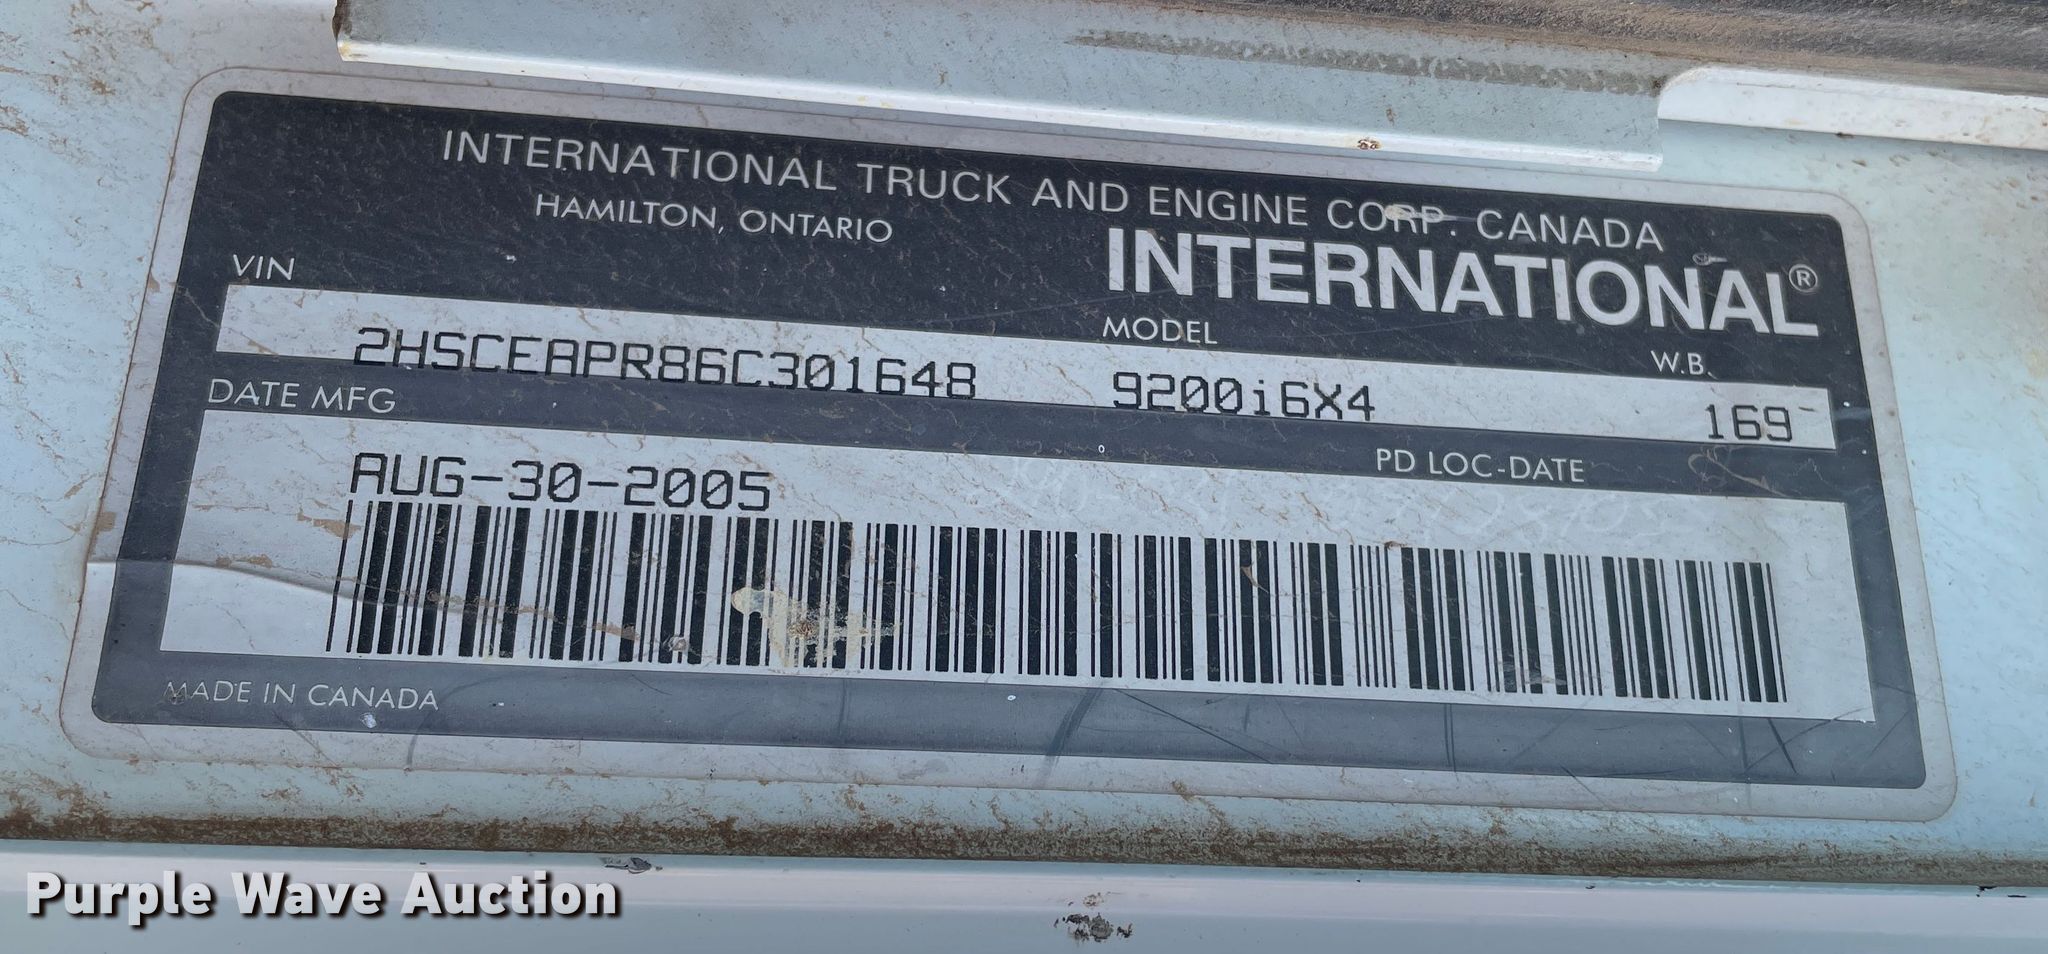 INTERNATIONAL TRUCK AND ENGINE CORP. CANADA
HAMILTON, ONTARIO
INTERNATIONAL®
VIN
MODEL
W.B.
2HSCEAPR86C301648
9200i6X4
169
DATE MFG
PD LOC-DATE
AUG-30-2005
MADE IN CANADA
Purple Wave Auction